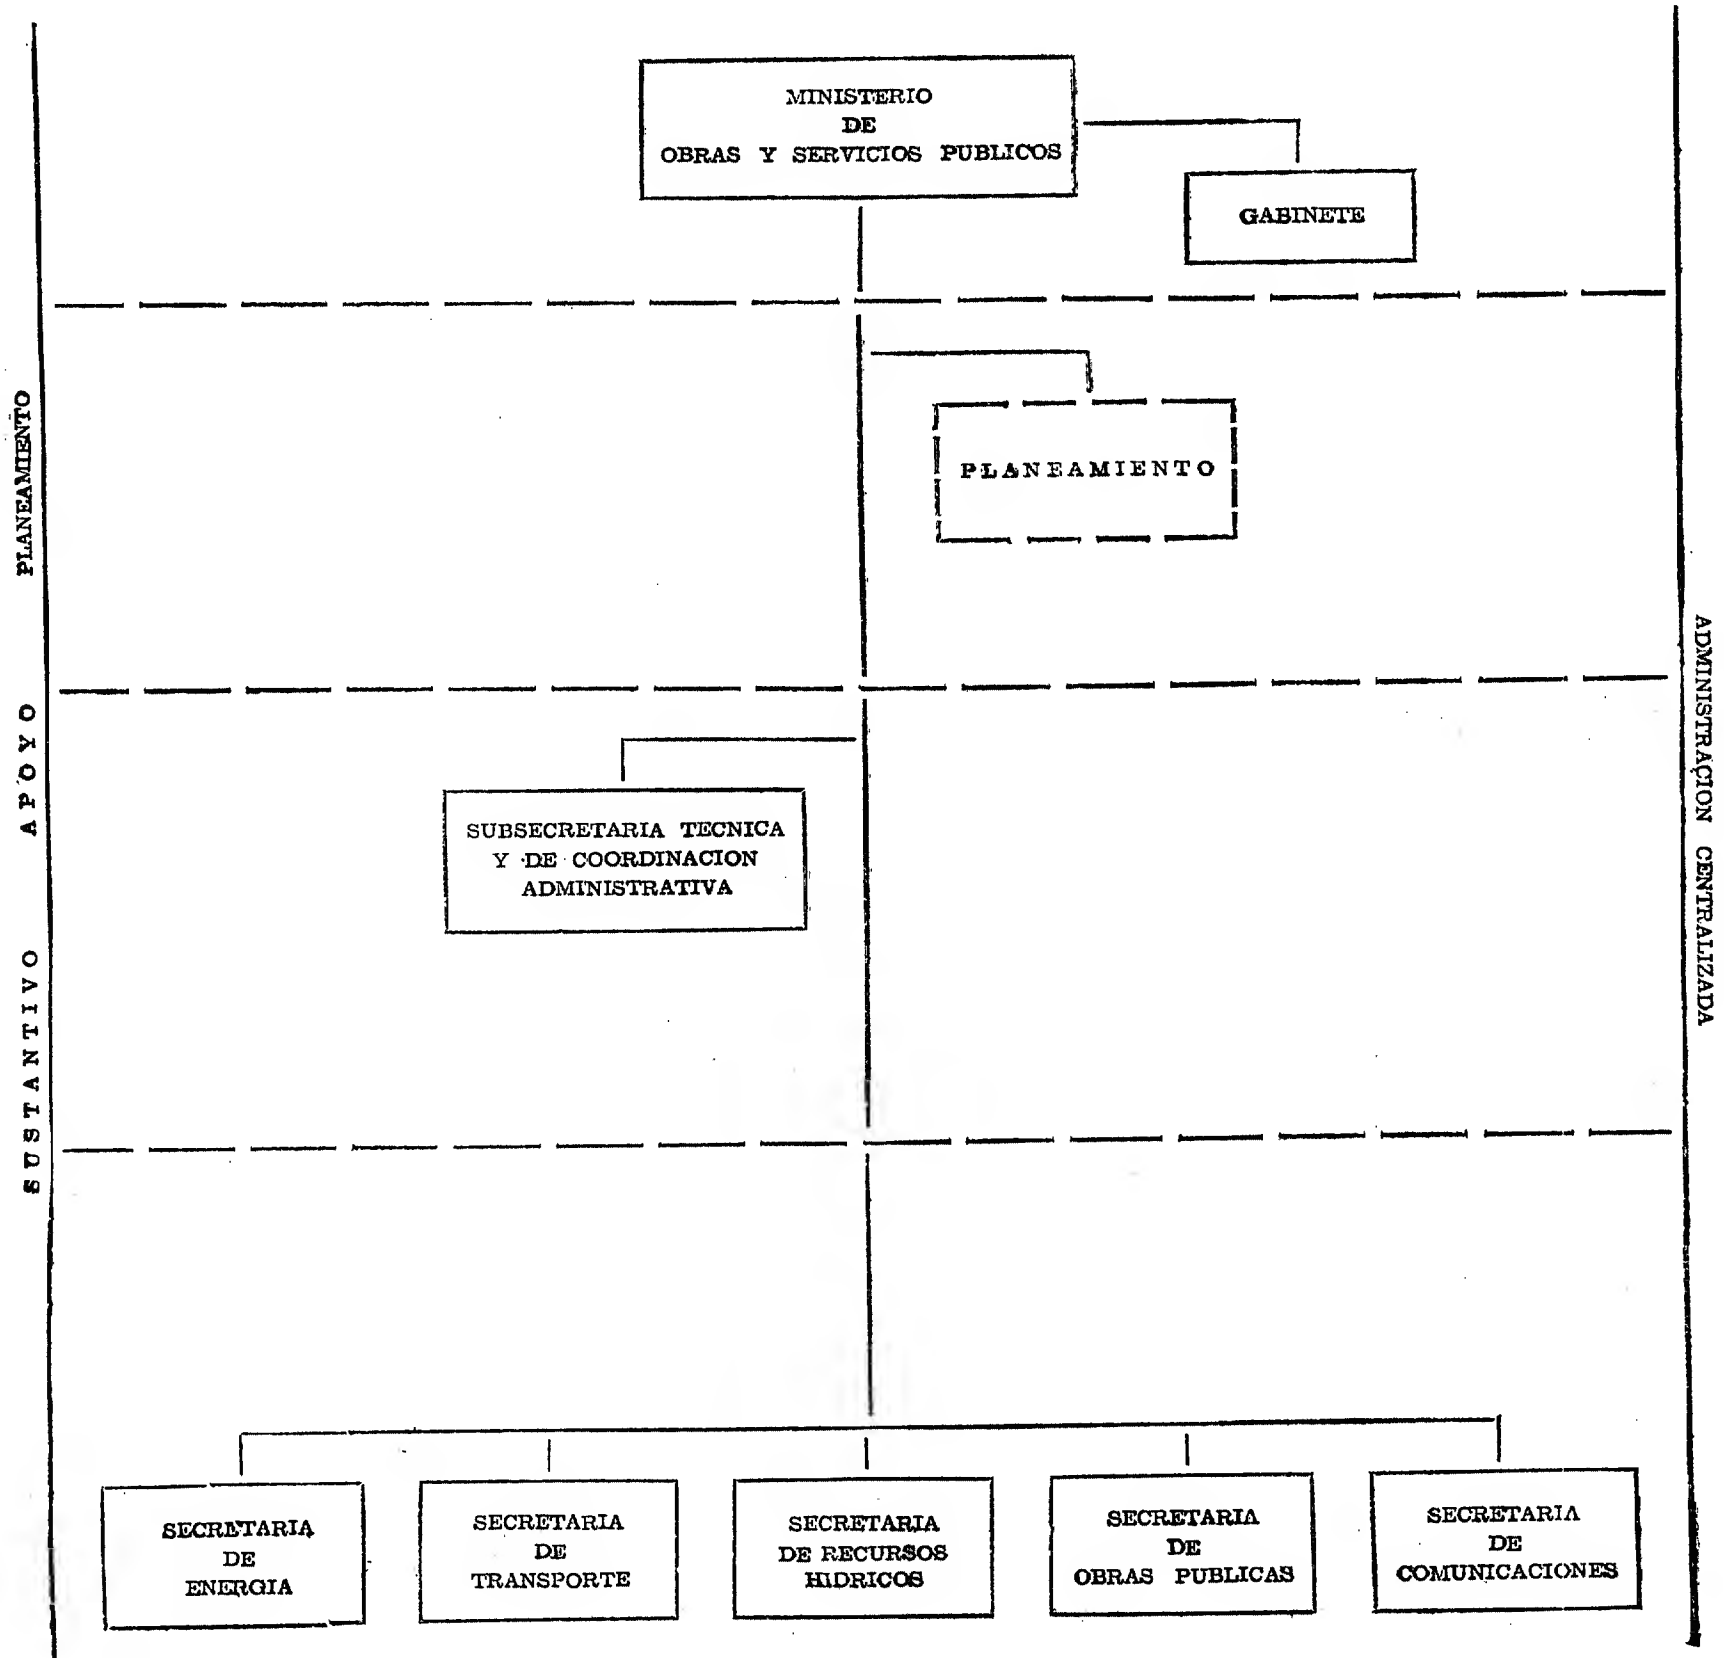 MINISTERIO
DE
OBRAS Y SERVICIOS PUBLICOS
GABINETE
PLANEAMIENTO
PLANEAMIENTO
APOYO
SUBSECRETARIA TECNICA
Y DE COORDINACION
ADMINISTRATIVA
SUSTANTIVO
ADMINISTRACION CENTRALIZADA
SECRETARIA
DE
ENERGIA
SECRETARIA
DE
TRANSPORTE
SECRETARIA
DE RECURSOS
HIDRICOS
SECRETARIA
DE
OBRAS PUBLICAS
SECRETARIA
DE
COMUNICACIONES